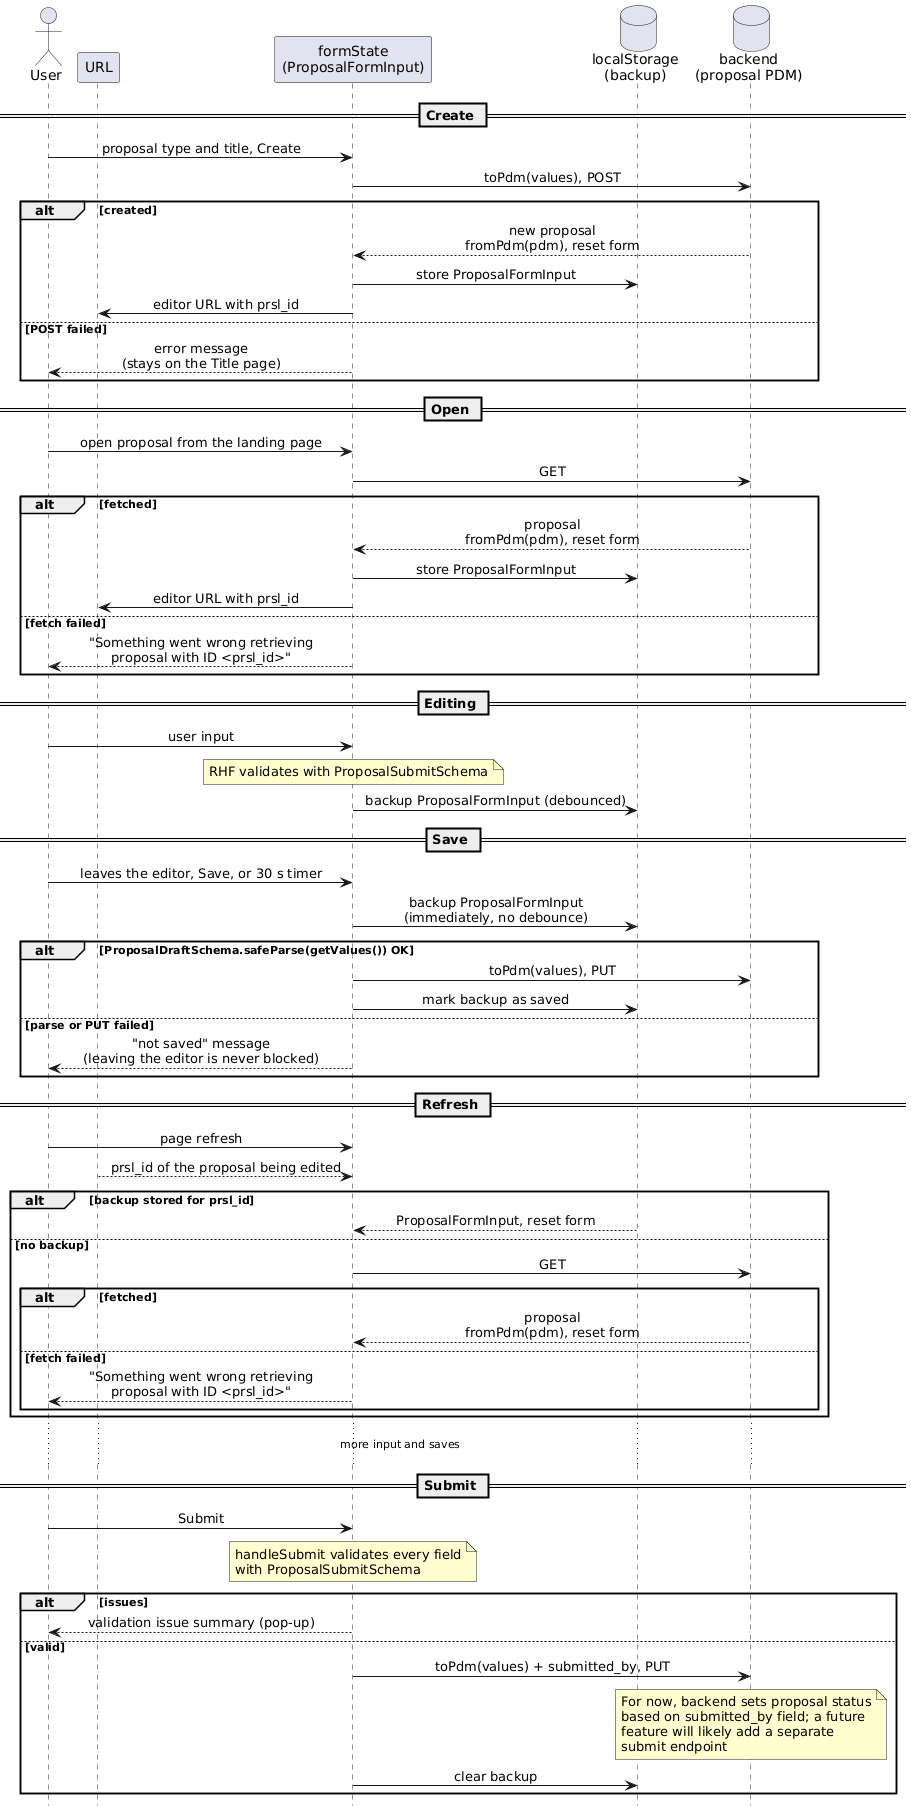 User
URL
formState
(ProposalFormInput)
localStorage
(backup)
backend
(proposal PDM)
Create
proposal type and title, Create
toPdm(values), POST
alt [created]
new proposal
fromPdm(pdm), reset form
store ProposalFormInput
editor URL with prsl_id
[POST failed]
error message
(stays on the Title page)
Open
open proposal from the landing page
GET
alt [fetched]
proposal
fromPdm(pdm), reset form
store ProposalFormInput
editor URL with prsl_id
[fetch failed]
"Something went wrong retrieving
proposal with ID <prsl_id>"
Editing
user input
RHF validates with ProposalSubmitSchema
backup ProposalFormInput (debounced)
Save
leaves the editor, Save, or 30 s timer
backup ProposalFormInput
(immediately, no debounce)
alt [ProposalDraftSchema.safeParse(getValues()) OK]
toPdm(values), PUT
mark backup as saved
[parse or PUT failed]
"not saved" message
(leaving the editor is never blocked)
Refresh
page refresh
prsl_id of the proposal being edited
alt [backup stored for prsl_id]
ProposalFormInput, reset form
[no backup]
GET
alt [fetched]
proposal
fromPdm(pdm), reset form
[fetch failed]
"Something went wrong retrieving
proposal with ID <prsl_id>"
more input and saves
Submit
Submit
handleSubmit validates every field
with ProposalSubmitSchema
alt [issues]
validation issue summary (pop-up)
[valid]
toPdm(values) + submitted_by, PUT
For now, backend sets proposal status
based on submitted_by field; a future
feature will likely add a separate
submit endpoint
clear backup